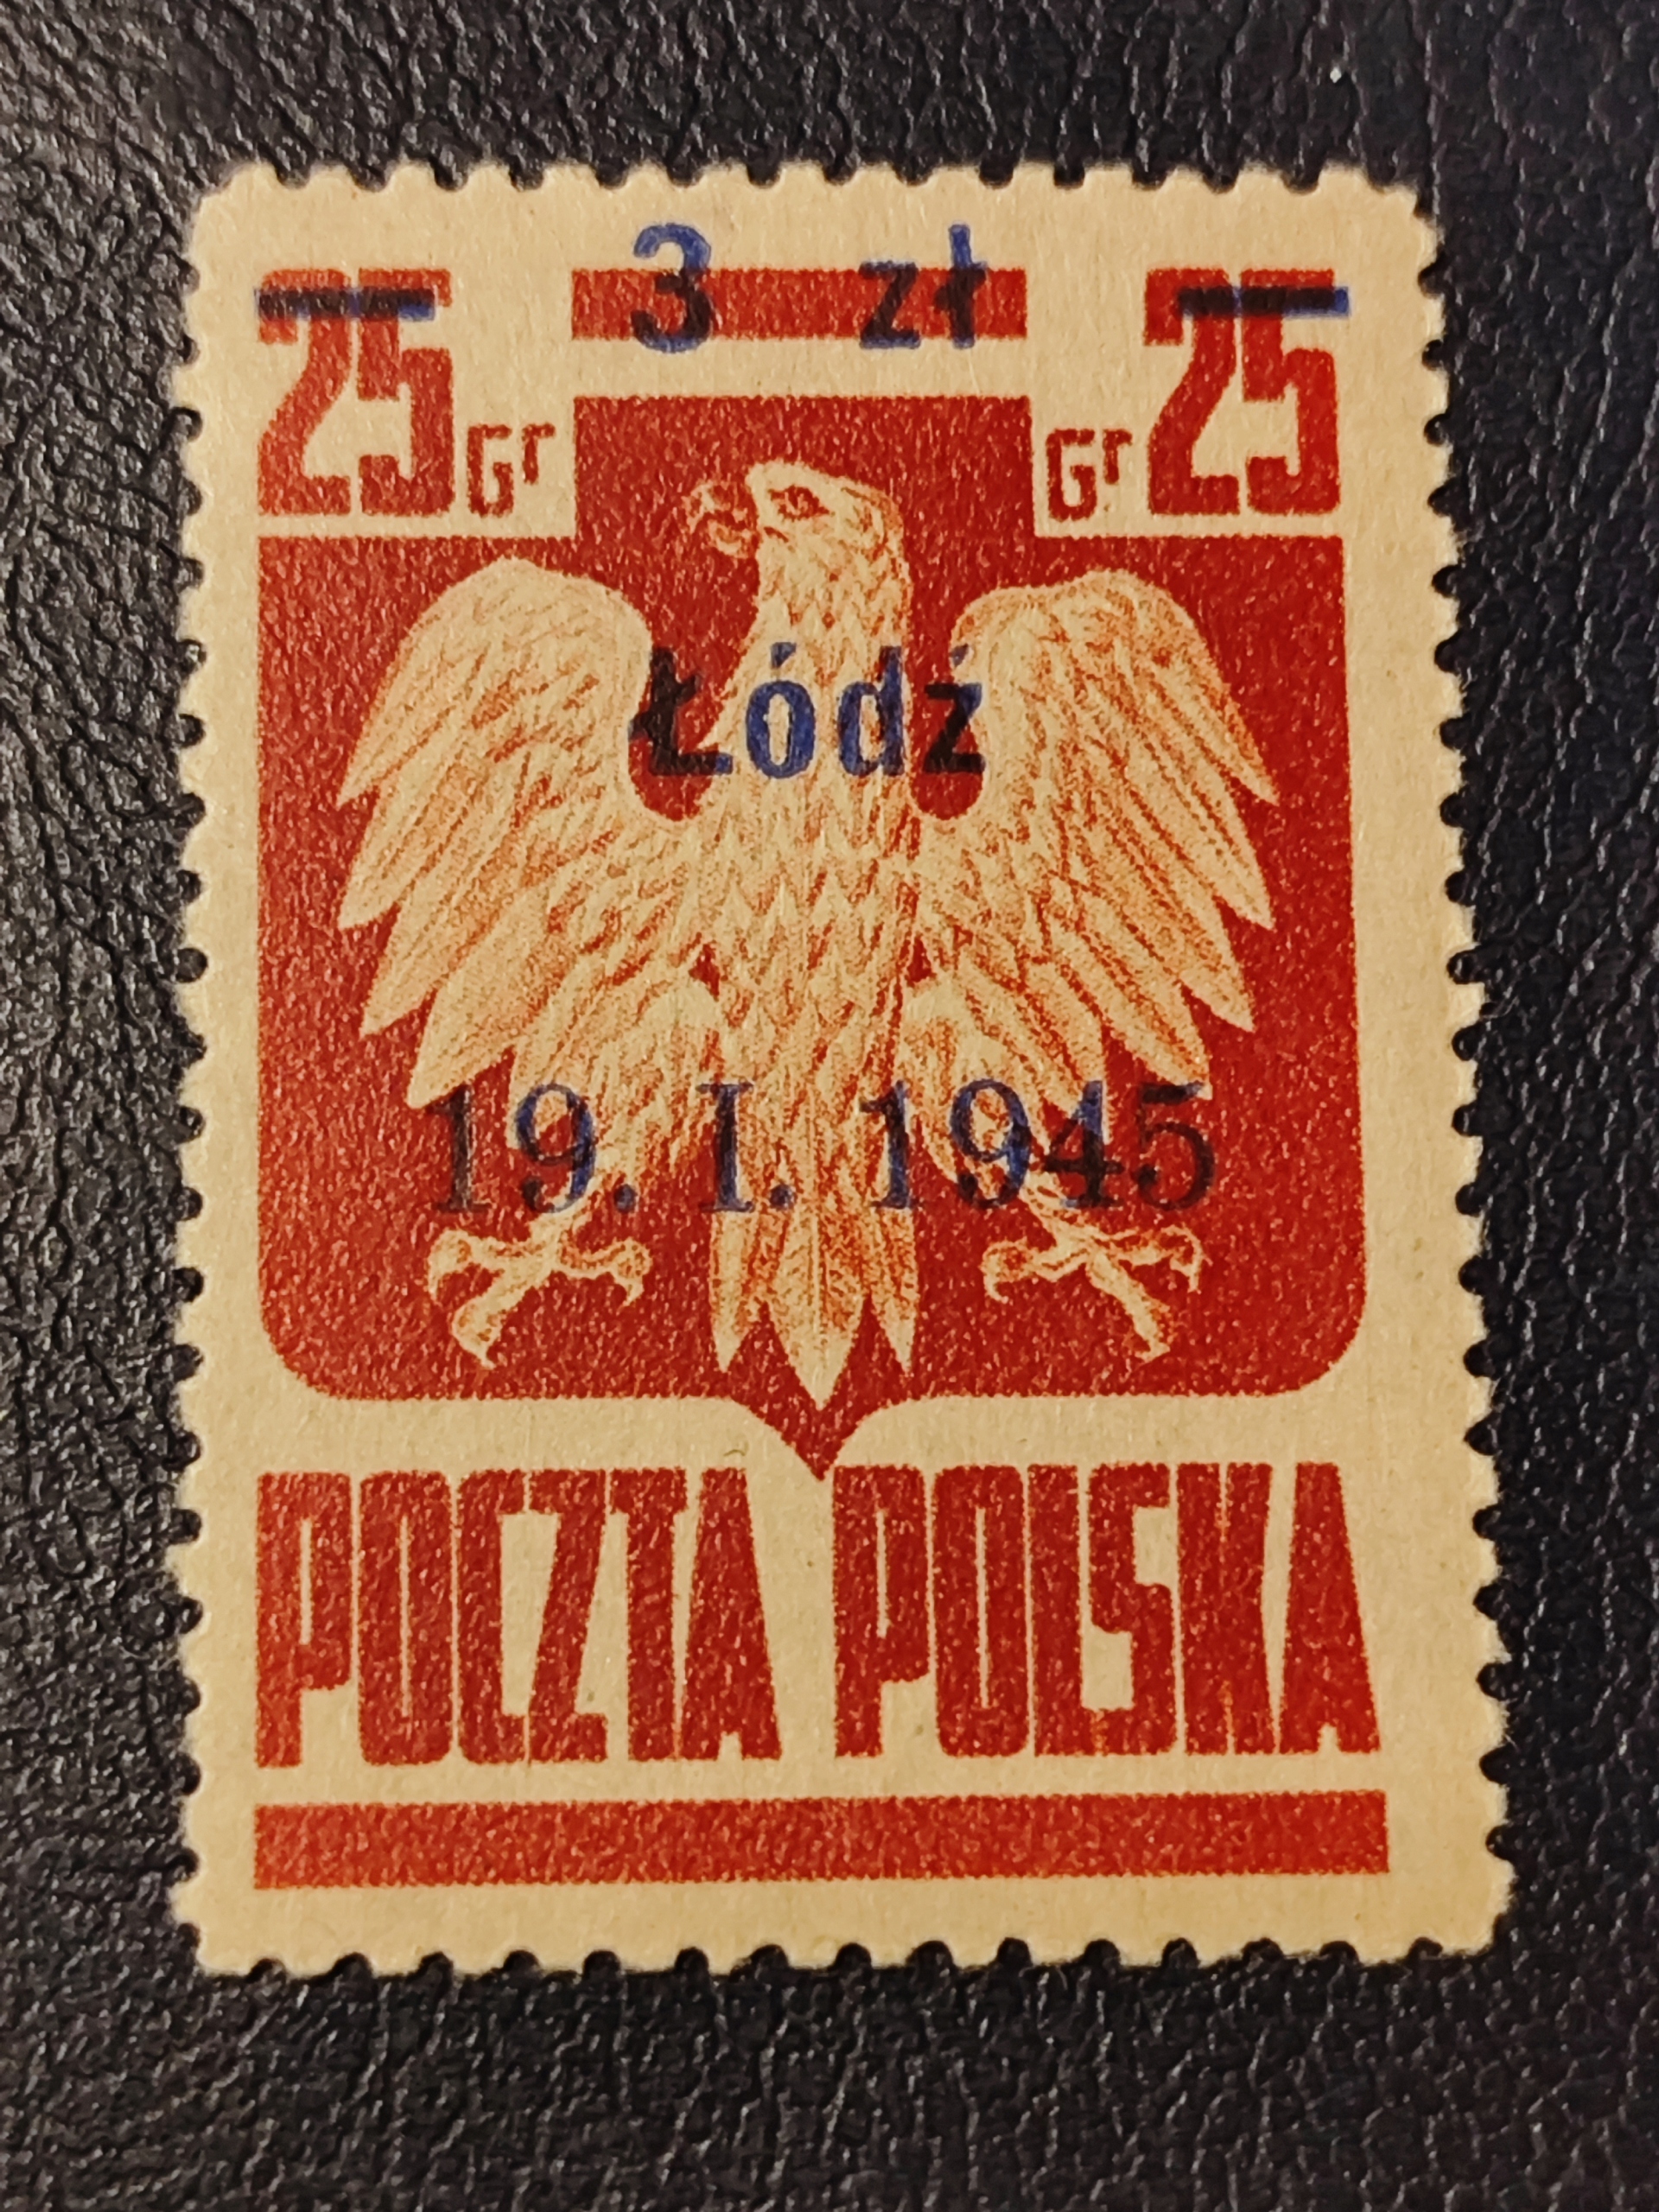 3 zł
25 Gr Gr 25
Łódź
19. I. 1945
POCZTA POLSKA